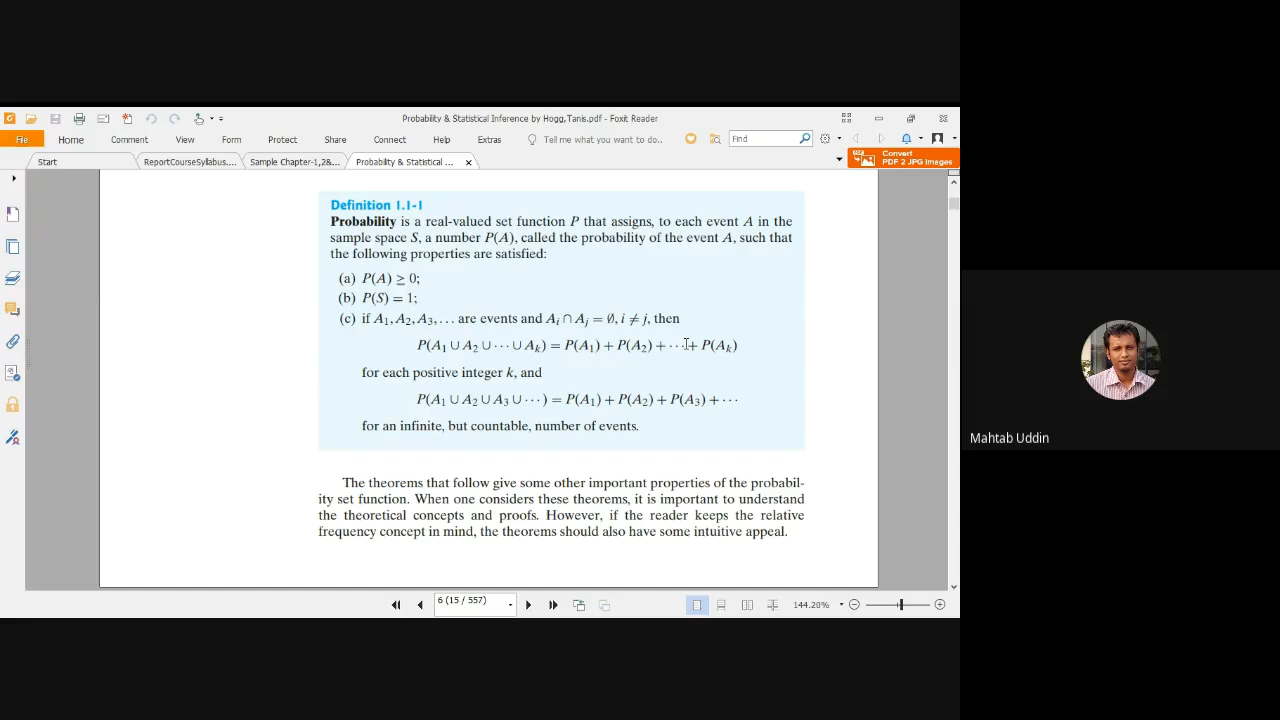 Probability & Statistical Inference by Hogg,Tanis.pdf - Foxit Reader
File Home Comment View Form Protect Share Connect Help Extras Tell me what you want to do.. Find
Convert
PDF 2 JPG Images
Start ReportCourseSyllabus.... Sample Chapter-1,2&... Probability & Statistical ...
Definition 1.1-1
Probability is a real-valued set function P that assigns, to each event A in the
sample space S, a number P(A), called the probability of the event A, such that
the following properties are satisfied:
(a) P(A) ≥ 0;
(b) P(S) = 1;
(c) if A₁, A₂, A₃, . . . are events and Aᵢ ∩ Aⱼ = ∅, i ≠ j, then
P(A₁ ∪ A₂ ∪ · · · ∪ Aₖ) = P(A₁) + P(A₂) + · · · + P(Aₖ)
for each positive integer k, and
P(A₁ ∪ A₂ ∪ A₃ ∪ · · · ) = P(A₁) + P(A₂) + P(A₃) + · · ·
for an infinite, but countable, number of events.
The theorems that follow give some other important properties of the probabil-
ity set function. When one considers these theorems, it is important to understand
the theoretical concepts and proofs. However, if the reader keeps the relative
frequency concept in mind, the theorems should also have some intuitive appeal.
6 (15 / 557) 144.20%
Mahtab Uddin